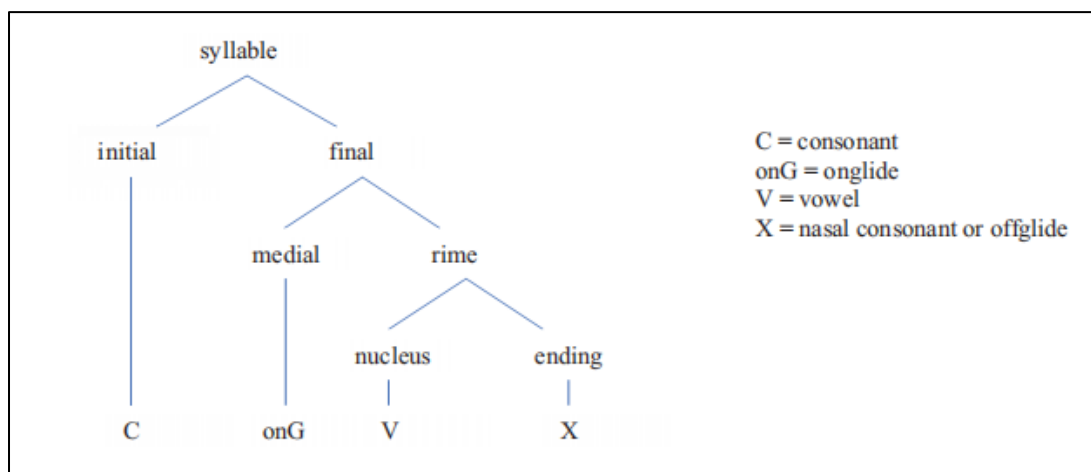 syllable
initial final
C = consonant
onG = onglide
V = vowel
X = nasal consonant or offglide
medial rime
nucleus ending
C onG V X